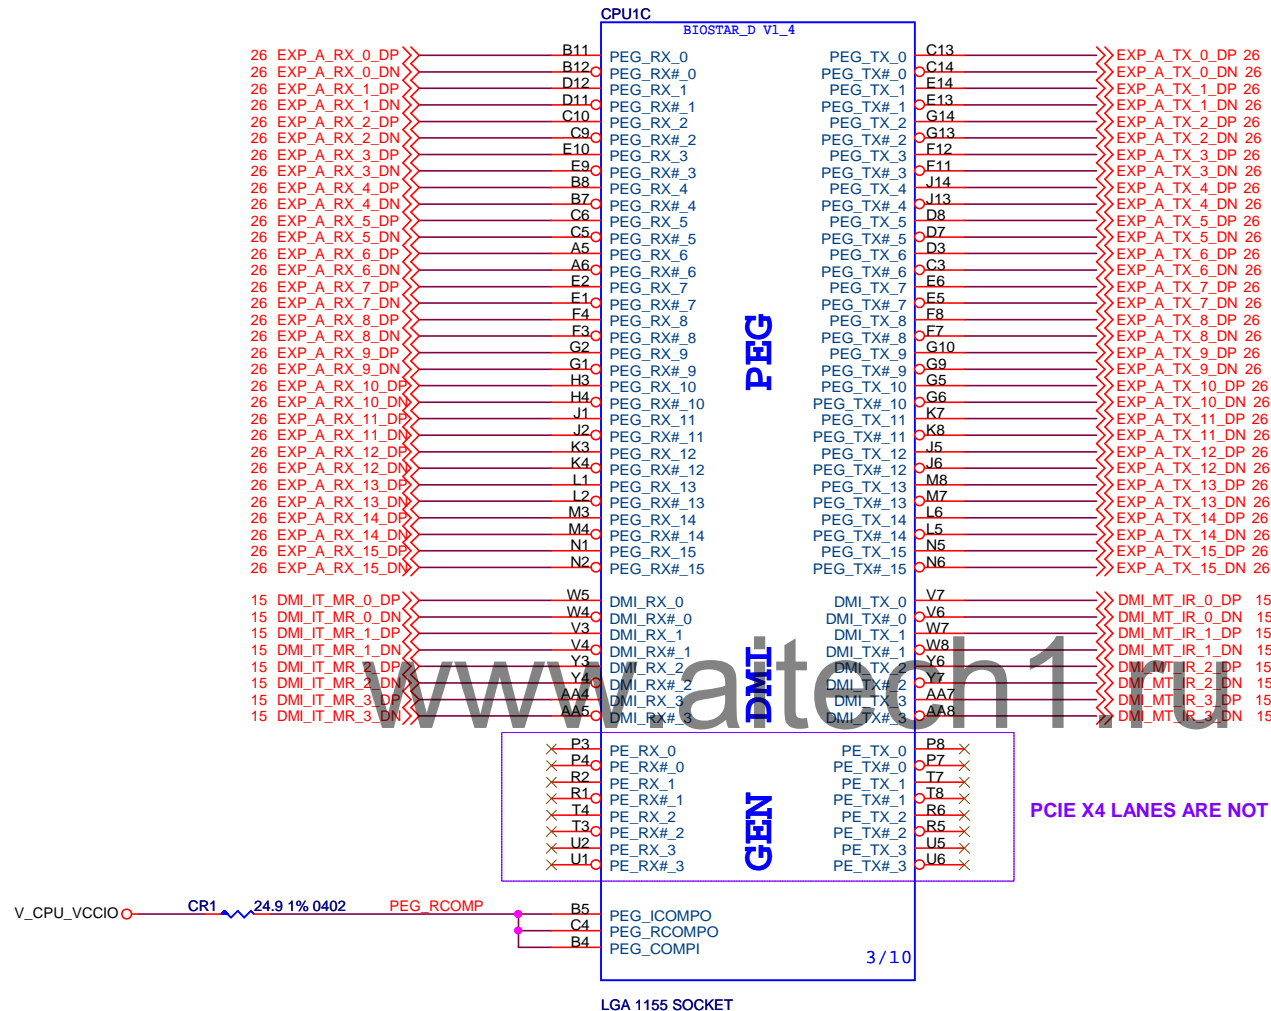 CPU1C
BIOSTAR_D V1_4
26 EXP_A_RX_0_DP B11 PEG_RX_0 PEG_TX_0 C13 EXP_A_TX_0_DP 26
26 EXP_A_RX_0_DN B12 PEG_RX#_0 PEG_TX#_0 C14 EXP_A_TX_0_DN 26
26 EXP_A_RX_1_DP D12 PEG_RX_1 PEG_TX_1 E14 EXP_A_TX_1_DP 26
26 EXP_A_RX_1_DN D11 PEG_RX#_1 PEG_TX#_1 E13 EXP_A_TX_1_DN 26
26 EXP_A_RX_2_DP C10 PEG_RX_2 PEG_TX_2 G14 EXP_A_TX_2_DP 26
26 EXP_A_RX_2_DN C9 PEG_RX#_2 PEG_TX#_2 G13 EXP_A_TX_2_DN 26
26 EXP_A_RX_3_DP E10 PEG_RX_3 PEG_TX_3 F12 EXP_A_TX_3_DP 26
26 EXP_A_RX_3_DN E9 PEG_RX#_3 PEG_TX#_3 F11 EXP_A_TX_3_DN 26
26 EXP_A_RX_4_DP B8 PEG_RX_4 PEG_TX_4 J14 EXP_A_TX_4_DP 26
26 EXP_A_RX_4_DN B7 PEG_RX#_4 PEG_TX#_4 J13 EXP_A_TX_4_DN 26
26 EXP_A_RX_5_DP C6 PEG_RX_5 PEG_TX_5 D8 EXP_A_TX_5_DP 26
26 EXP_A_RX_5_DN C5 PEG_RX#_5 PEG_TX#_5 D7 EXP_A_TX_5_DN 26
26 EXP_A_RX_6_DP A5 PEG_RX_6 PEG_TX_6 D3 EXP_A_TX_6_DP 26
26 EXP_A_RX_6_DN A6 PEG_RX#_6 PEG_TX#_6 C3 EXP_A_TX_6_DN 26
26 EXP_A_RX_7_DP E2 PEG_RX_7 PEG_TX_7 E6 EXP_A_TX_7_DP 26
26 EXP_A_RX_7_DN E1 PEG_RX#_7 PEG_TX#_7 E5 EXP_A_TX_7_DN 26
26 EXP_A_RX_8_DP F4 PEG_RX_8 PEG_TX_8 F8 EXP_A_TX_8_DP 26
26 EXP_A_RX_8_DN F3 PEG_RX#_8 PEG_TX#_8 F7 EXP_A_TX_8_DN 26
26 EXP_A_RX_9_DP G2 PEG_RX_9 PEG_TX_9 G10 EXP_A_TX_9_DP 26
26 EXP_A_RX_9_DN G1 PEG_RX#_9 PEG_TX#_9 G9 EXP_A_TX_9_DN 26
26 EXP_A_RX_10_DP H3 PEG_RX_10 PEG_TX_10 G5 EXP_A_TX_10_DP 26
26 EXP_A_RX_10_DN H4 PEG_RX#_10 PEG_TX#_10 G6 EXP_A_TX_10_DN 26
26 EXP_A_RX_11_DP J1 PEG_RX_11 PEG_TX_11 K7 EXP_A_TX_11_DP 26
26 EXP_A_RX_11_DN J2 PEG_RX#_11 PEG_TX#_11 K8 EXP_A_TX_11_DN 26
26 EXP_A_RX_12_DP K3 PEG_RX_12 PEG_TX_12 J5 EXP_A_TX_12_DP 26
26 EXP_A_RX_12_DN K4 PEG_RX#_12 PEG_TX#_12 J6 EXP_A_TX_12_DN 26
26 EXP_A_RX_13_DP L1 PEG_RX_13 PEG_TX_13 M8 EXP_A_TX_13_DP 26
26 EXP_A_RX_13_DN L2 PEG_RX#_13 PEG_TX#_13 M7 EXP_A_TX_13_DN 26
26 EXP_A_RX_14_DP M3 PEG_RX_14 PEG_TX_14 L6 EXP_A_TX_14_DP 26
26 EXP_A_RX_14_DN M4 PEG_RX#_14 PEG_TX#_14 L5 EXP_A_TX_14_DN 26
26 EXP_A_RX_15_DP N1 PEG_RX_15 PEG_TX_15 N5 EXP_A_TX_15_DP 26
26 EXP_A_RX_15_DN N2 PEG_RX#_15 PEG_TX#_15 N6 EXP_A_TX_15_DN 26
PEG
15 DMI_IT_MR_0_DP W5 DMI_RX_0 DMI_TX_0 V7 DMI_MT_IR_0_DP 15
15 DMI_IT_MR_0_DN W4 DMI_RX#_0 DMI_TX#_0 V6 DMI_MT_IR_0_DN 15
15 DMI_IT_MR_1_DP V3 DMI_RX_1 DMI_TX_1 W7 DMI_MT_IR_1_DP 15
15 DMI_IT_MR_1_DN V4 DMI_RX#_1 DMI_TX#_1 W8 DMI_MT_IR_1_DN 15
15 DMI_IT_MR_2_DP Y3 DMI_RX_2 DMI_TX_2 Y6 DMI_MT_IR_2_DP 15
15 DMI_IT_MR_2_DN Y4 DMI_RX#_2 DMI_TX#_2 Y7 DMI_MT_IR_2_DN 15
15 DMI_IT_MR_3_DP AA4 DMI_RX_3 DMI_TX_3 AA7 DMI_MT_IR_3_DP 15
15 DMI_IT_MR_3_DN AA5 DMI_RX#_3 DMI_TX#_3 AA8 DMI_MT_IR_3_DN 15
DMI
www.aitech1.ru
P3 PE_RX_0 PE_TX_0 P8
P4 PE_RX#_0 PE_TX#_0 P7
R2 PE_RX_1 PE_TX_1 T7
R1 PE_RX#_1 PE_TX#_1 T8
T4 PE_RX_2 PE_TX_2 R6
T3 PE_RX#_2 PE_TX#_2 R5
U2 PE_RX_3 PE_TX_3 U5
U1 PE_RX#_3 PE_TX#_3 U6
GEN
PCIE X4 LANES ARE NOT
V_CPU_VCCIO CR1 24.9 1% 0402 PEG_RCOMP B5 PEG_ICOMPO
C4 PEG_RCOMPO
B4 PEG_COMPI
3/10
LGA 1155 SOCKET